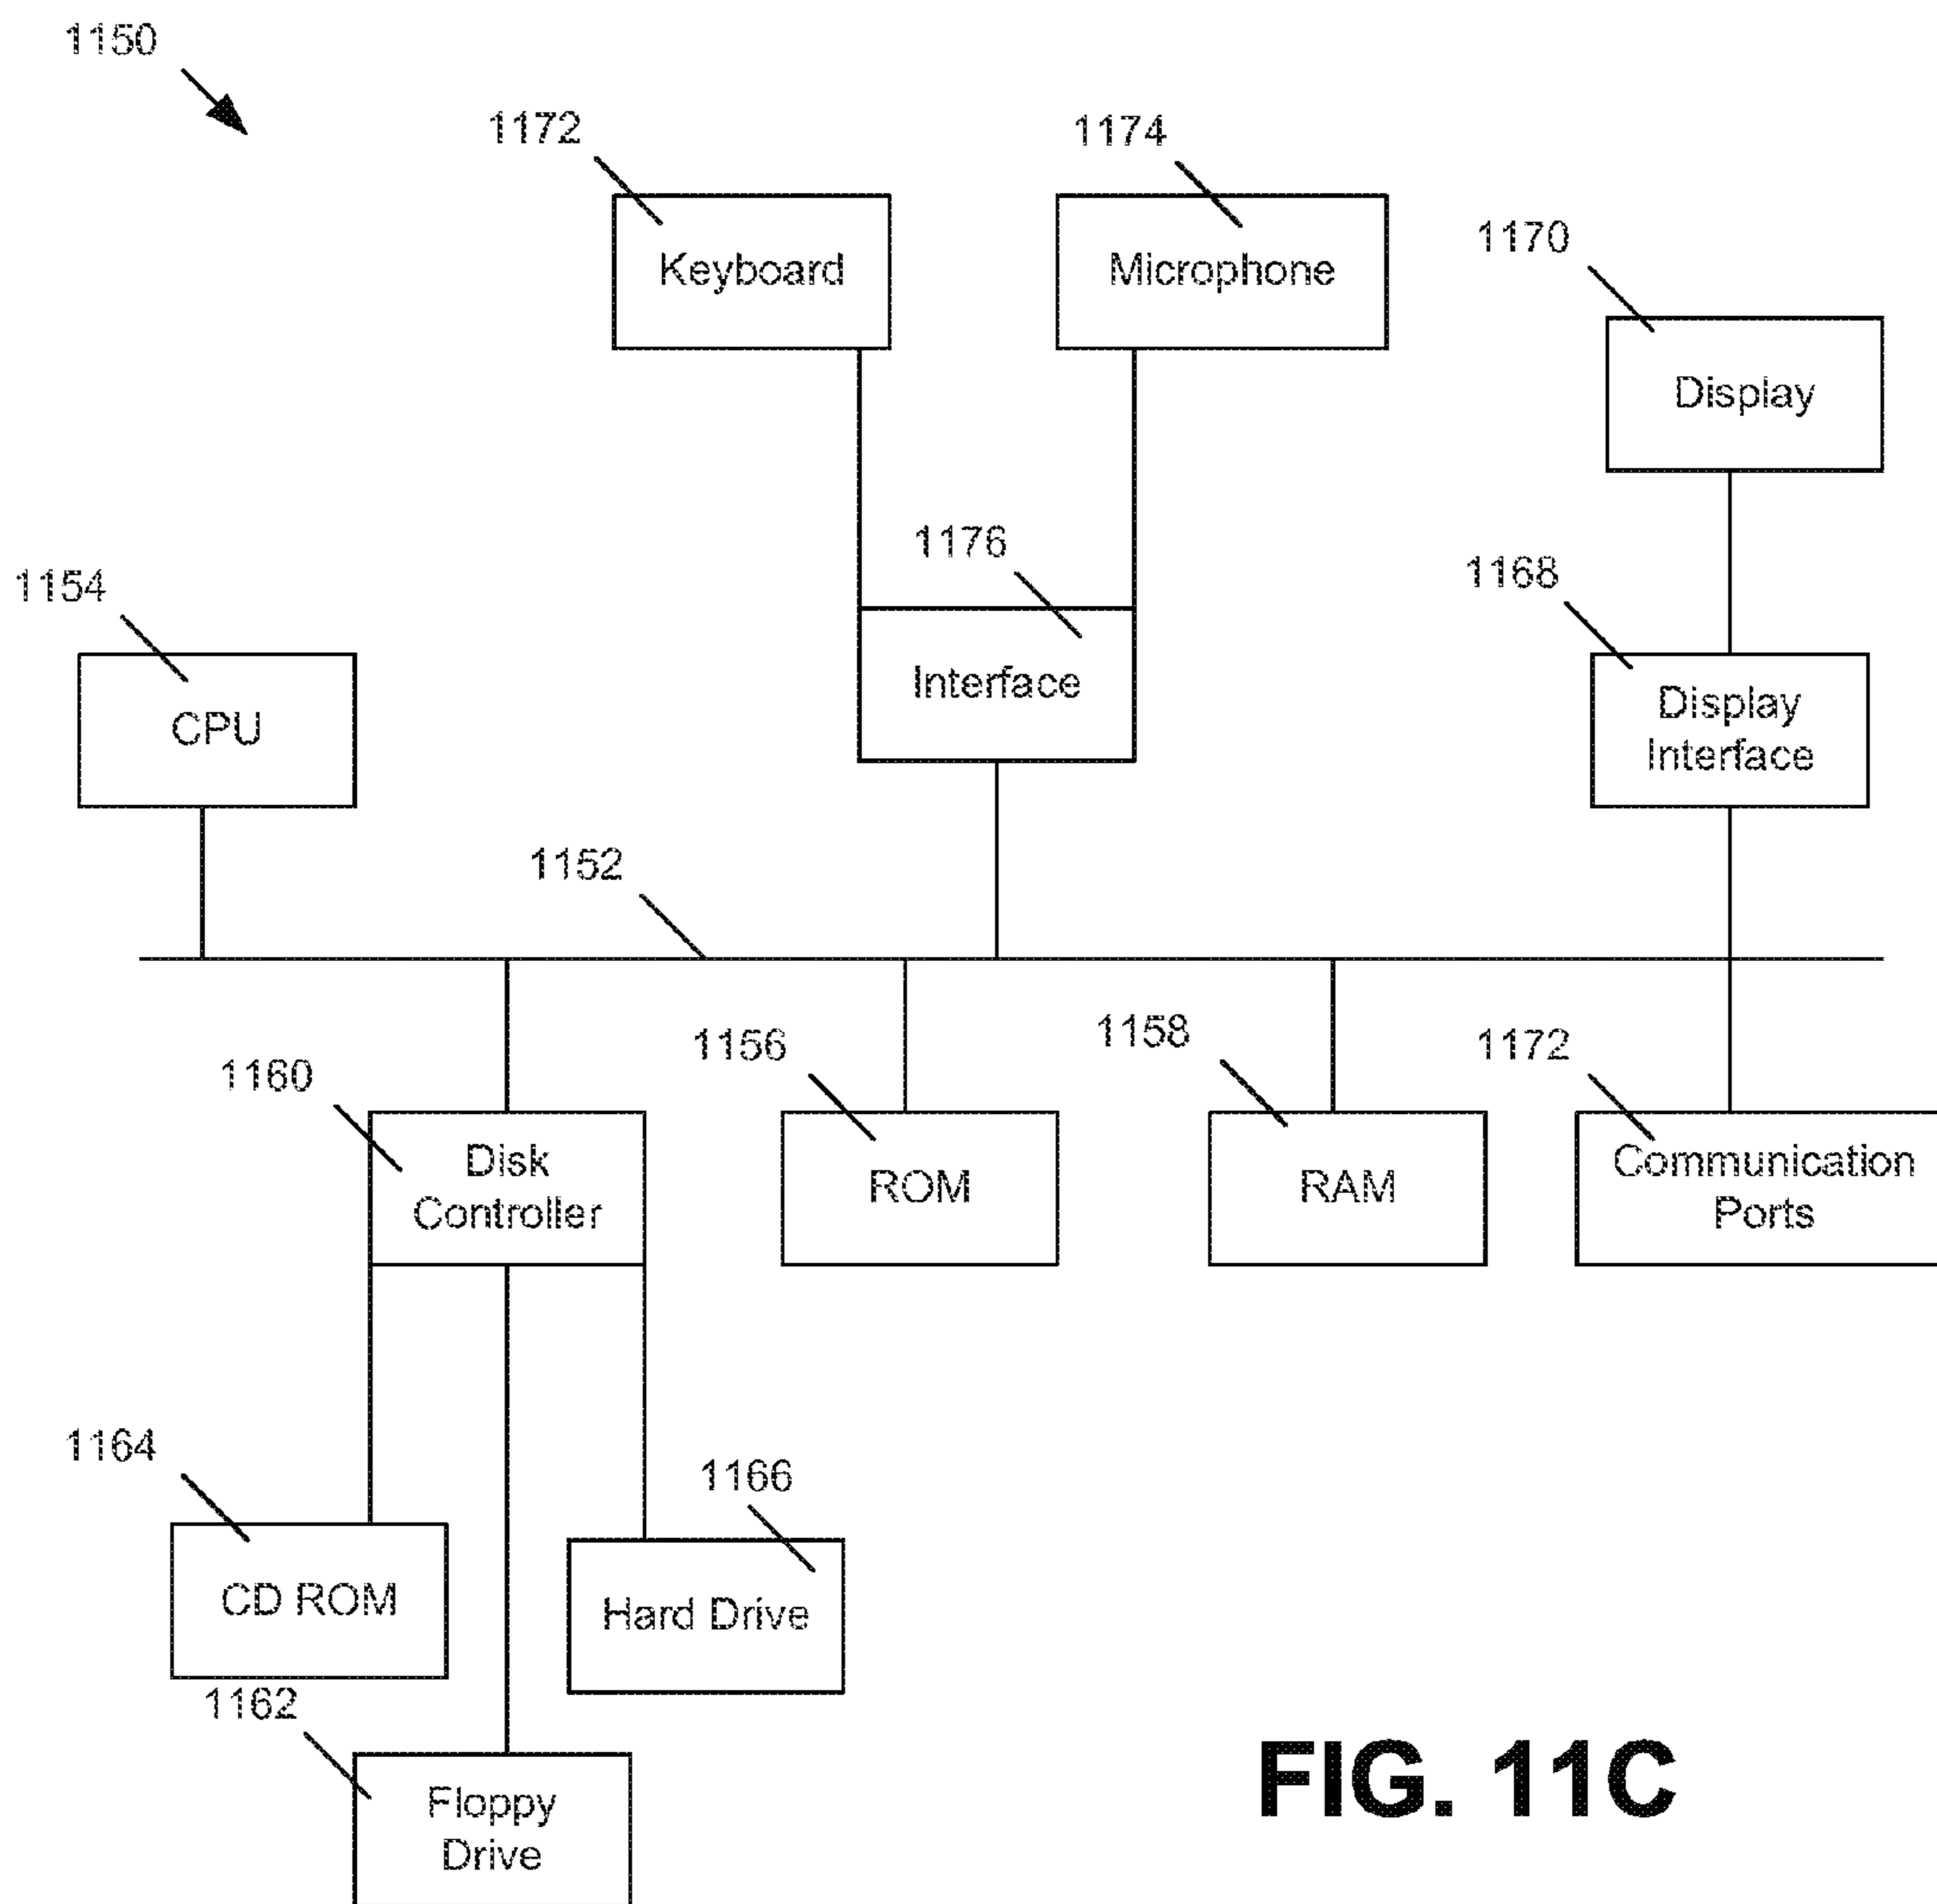 1150
1172
1174
Keyboard
Microphone
1170
Display
1176
1154
1168
Interface
CPU
Display
Interface
1152
1160
1156
1158
1172
Disk
Controller
ROM
RAM
Communication
Ports
1164
1166
CD ROM
Hard Drive
1162
Floppy
Drive
FIG. 11C